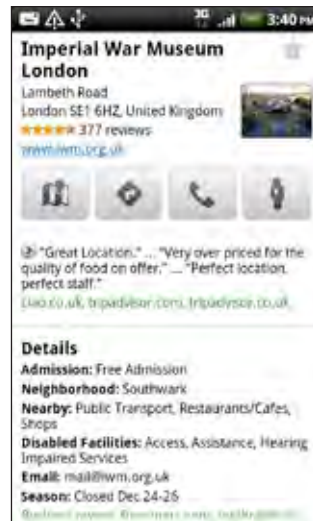 3G 3:40 PM
Imperial War Museum
London
Lambeth Road
London SE1 6HZ, United Kingdom
377 reviews
www.iwm.org.uk
"Great Location." ... "Very over priced for the
quality of food on offer." ... "Perfect location,
perfect staff."
ciao.co.uk, tripadvisor.com, tripadvisor.co.uk
Details
Admission: Free Admission
Neighborhood: Southwark
Nearby: Public Transport, Restaurants/Cafes,
Shops
Disabled Facilities: Access, Assistance, Hearing
Impaired Services
Email: mail@iwm.org.uk
Season: Closed Dec 24-26